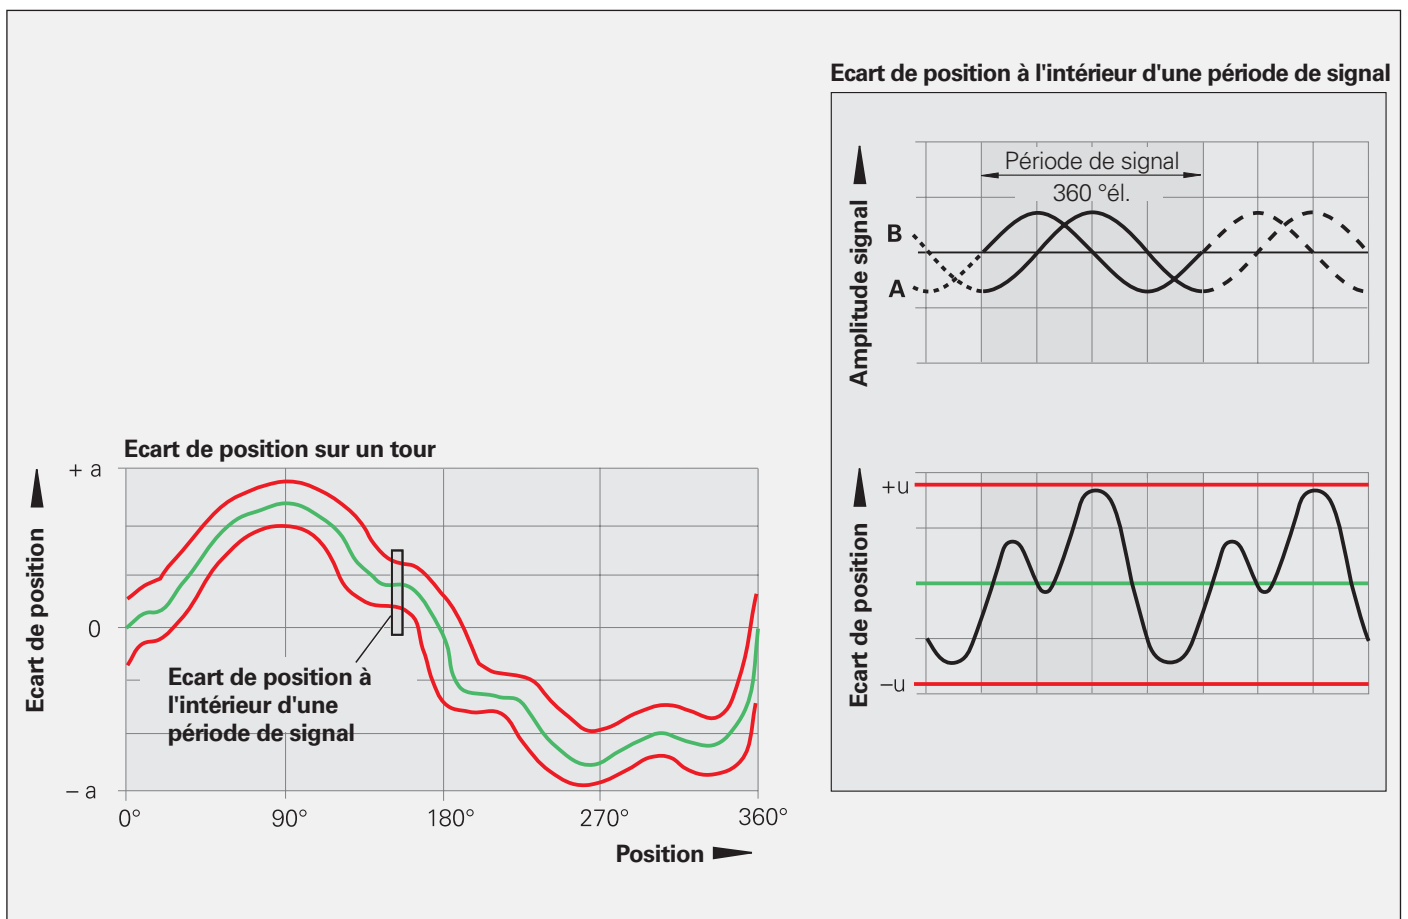 Ecart de position à l'intérieur d'une période de signal
Amplitude signal
Période de signal
360 °él.
B
A
Ecart de position
+u
–u
Ecart de position sur un tour
Ecart de position
+ a
0
– a
Ecart de position à
l'intérieur d'une
période de signal
0°
90°
180°
270°
360°
Position